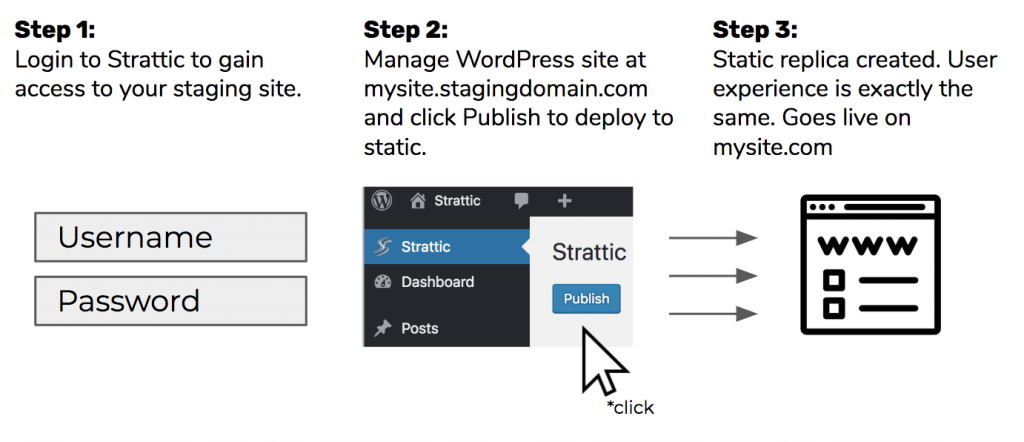 Step 1:
Login to Strattic to gain
access to your staging site.
Step 2:
Manage WordPress site at
mysite.stagingdomain.com
and click Publish to deploy to
static.
Step 3:
Static replica created. User
experience is exactly the
same. Goes live on
mysite.com
Username
Password
Strattic
Strattic
Dashboard
Posts
Strattic
Publish
*click
WWW